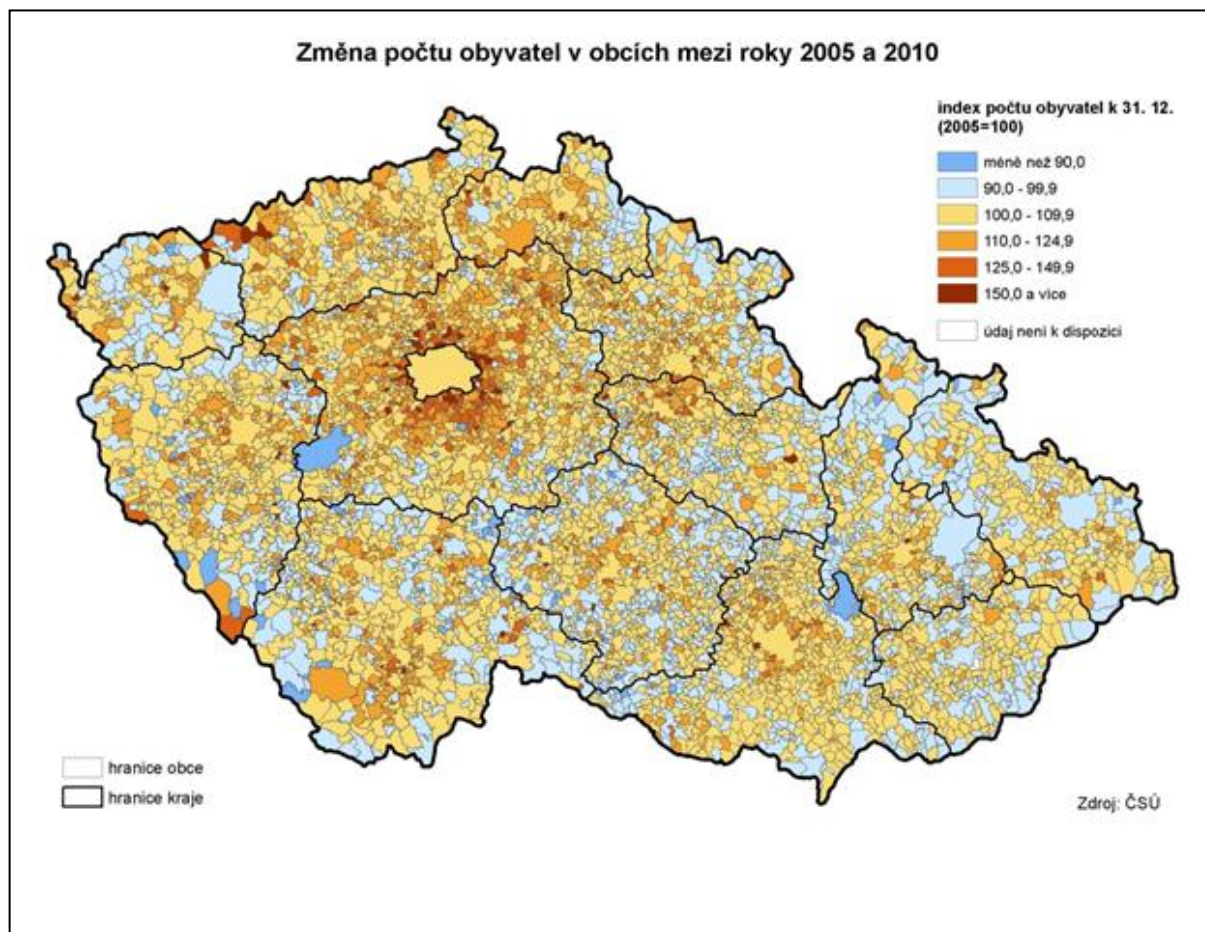 Změna počtu obyvatel v obcích mezi roky 2005 a 2010
index počtu obyvatel k 31. 12.
(2005=100)
méně než 90,0
90,0 - 99,9
100,0 - 109,9
110,0 - 124,9
125,0 - 149,9
150,0 a více
údaj není k dispozici
hranice obce
hranice kraje
Zdroj: ČSÚ